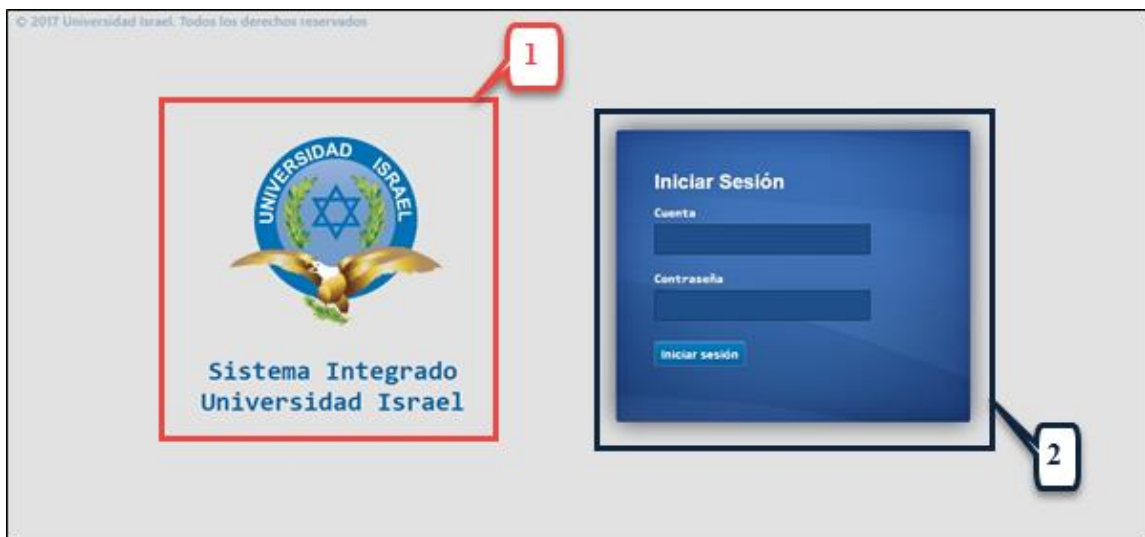 © 2017 Universidad Israel. Todos los derechos reservados
1
UNIVERSIDAD ISRAEL
Sistema Integrado
Universidad Israel
Iniciar Sesión
Cuenta
Contraseña
Iniciar sesión
2